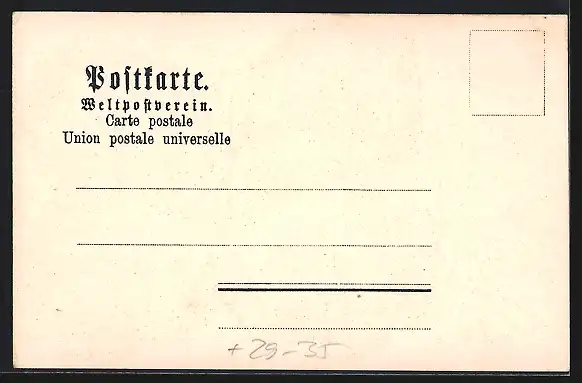 Postkarte.
Weltpostverein.
Carte postale
Union postale universelle
+ 29-35